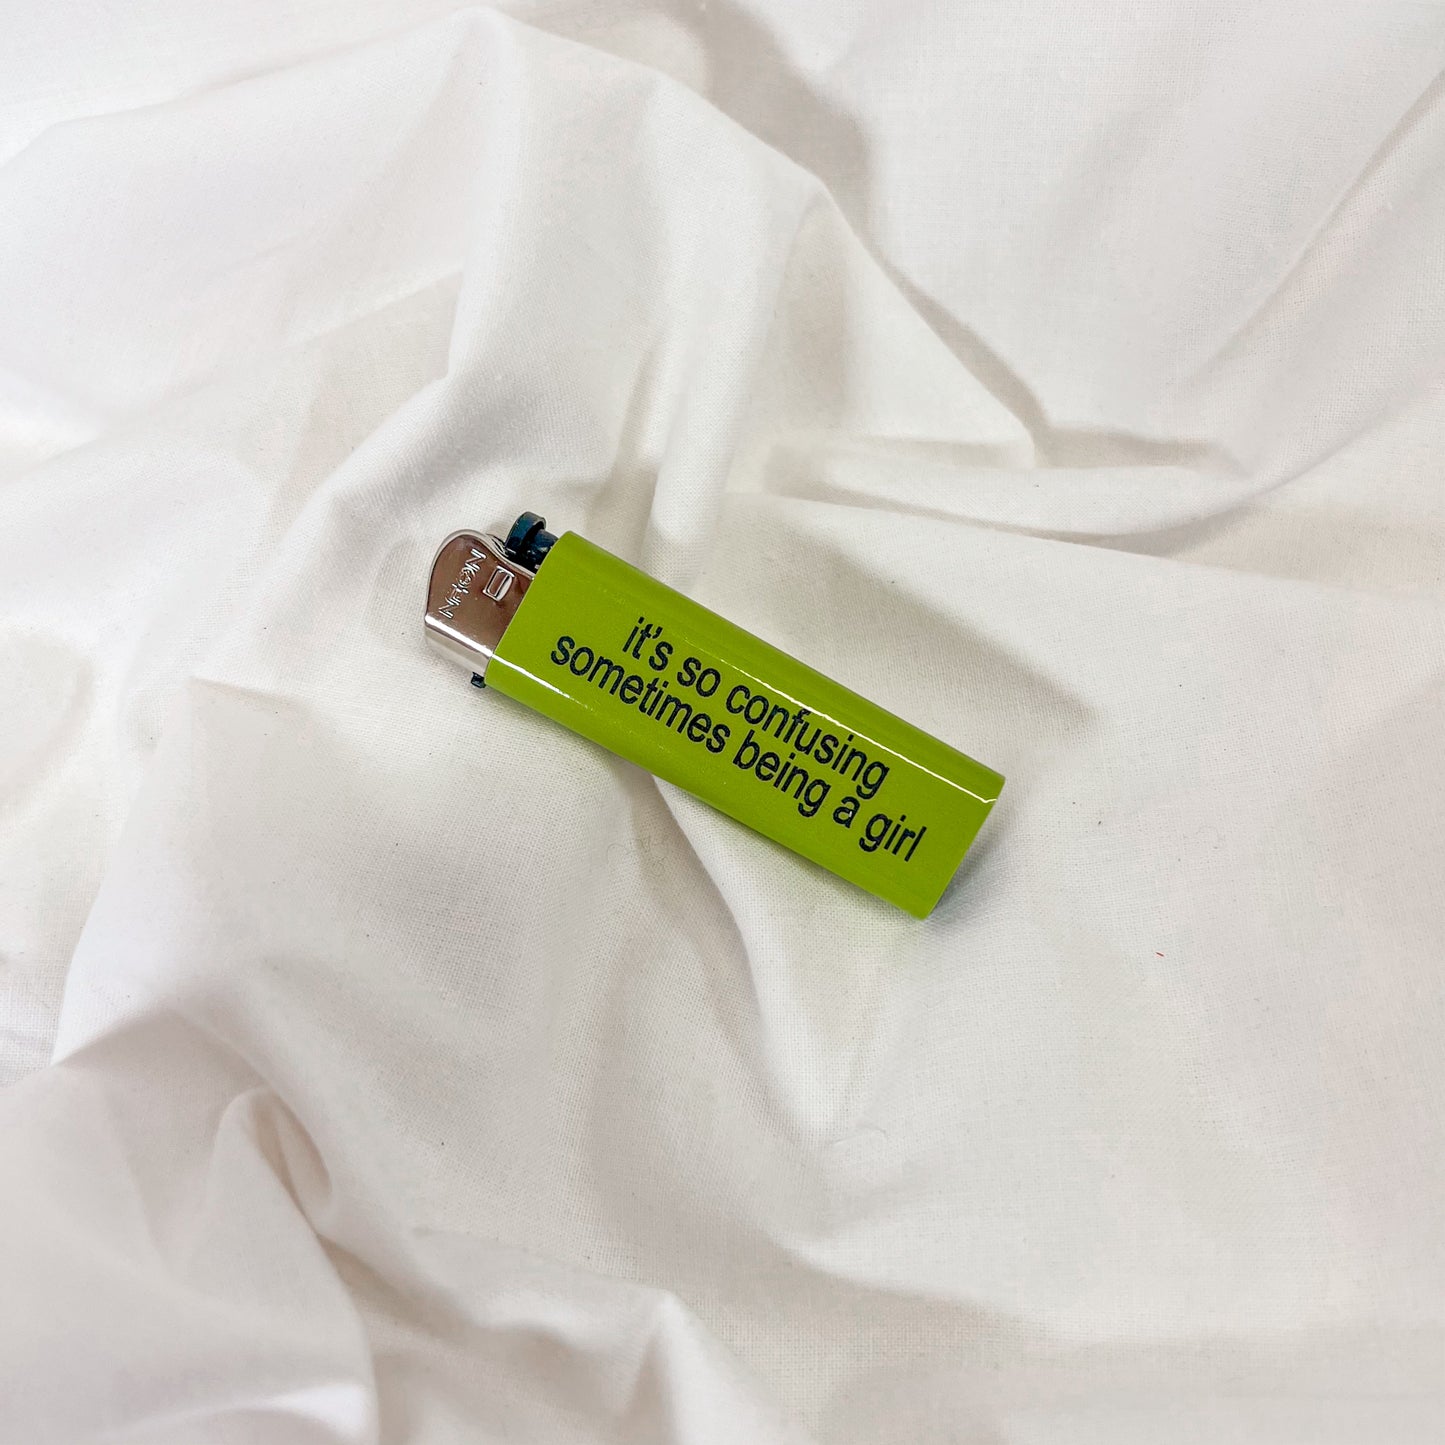 it's so confusing
sometimes being a girl